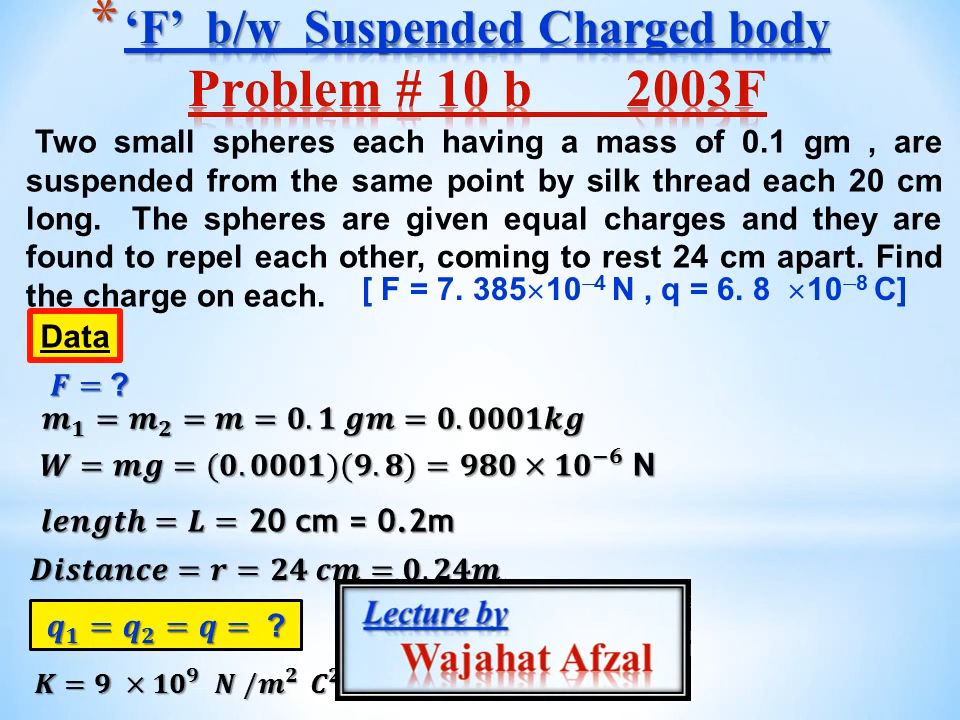 * ‘F’ b/w Suspended Charged body
Problem # 10 b 2003F
Two small spheres each having a mass of 0.1 gm , are
suspended from the same point by silk thread each 20 cm
long. The spheres are given equal charges and they are
found to repel each other, coming to rest 24 cm apart. Find
the charge on each. [ F = 7. 385×10⁻⁴ N , q = 6. 8 ×10⁻⁸ C]
Data
F = ?
m₁ = m₂ = m = 0.1 gm = 0.0001kg
W = mg = (0.0001)(9.8) = 980 × 10⁻⁶ N
length = L = 20 cm = 0.2m
Distance = r = 24 cm = 0.24m
q₁ = q₂ = q = ?
K = 9 × 10⁹ N /m² C²
Lecture by
Wajahat Afzal